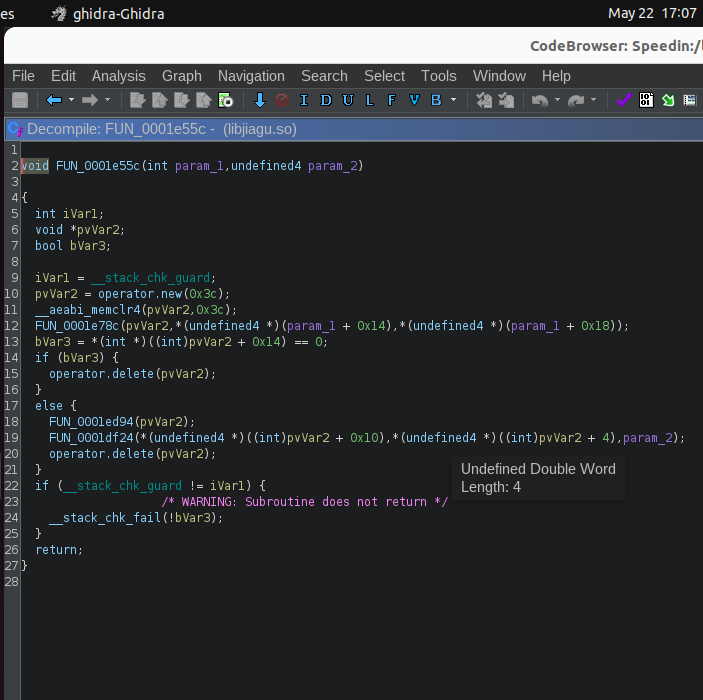 es ghidra-Ghidra May 22 17:07
CodeBrowser: Speedin:/
File Edit Analysis Graph Navigation Search Select Tools Window Help
I D U L F V B
Decompile: FUN_0001e55c - (libjiagu.so)
1
2 void FUN_0001e55c(int param_1,undefined4 param_2)
3
4 {
5 int iVar1;
6 void *pvVar2;
7 bool bVar3;
8
9 iVar1 = __stack_chk_guard;
10 pvVar2 = operator.new(0x3c);
11 __aeabi_memclr4(pvVar2,0x3c);
12 FUN_0001e78c(pvVar2,*(undefined4 *)(param_1 + 0x14),*(undefined4 *)(param_1 + 0x18));
13 bVar3 = *(int *)((int)pvVar2 + 0x14) == 0;
14 if (bVar3) {
15 operator.delete(pvVar2);
16 }
17 else {
18 FUN_0001ed94(pvVar2);
19 FUN_0001df24(*(undefined4 *)((int)pvVar2 + 0x10),*(undefined4 *)((int)pvVar2 + 4),param_2);
20 operator.delete(pvVar2);
21 }
22 if (__stack_chk_guard != iVar1) {
23 /* WARNING: Subroutine does not return */
24 __stack_chk_fail(!bVar3);
25 }
26 return;
27 }
28
Undefined Double Word
Length: 4